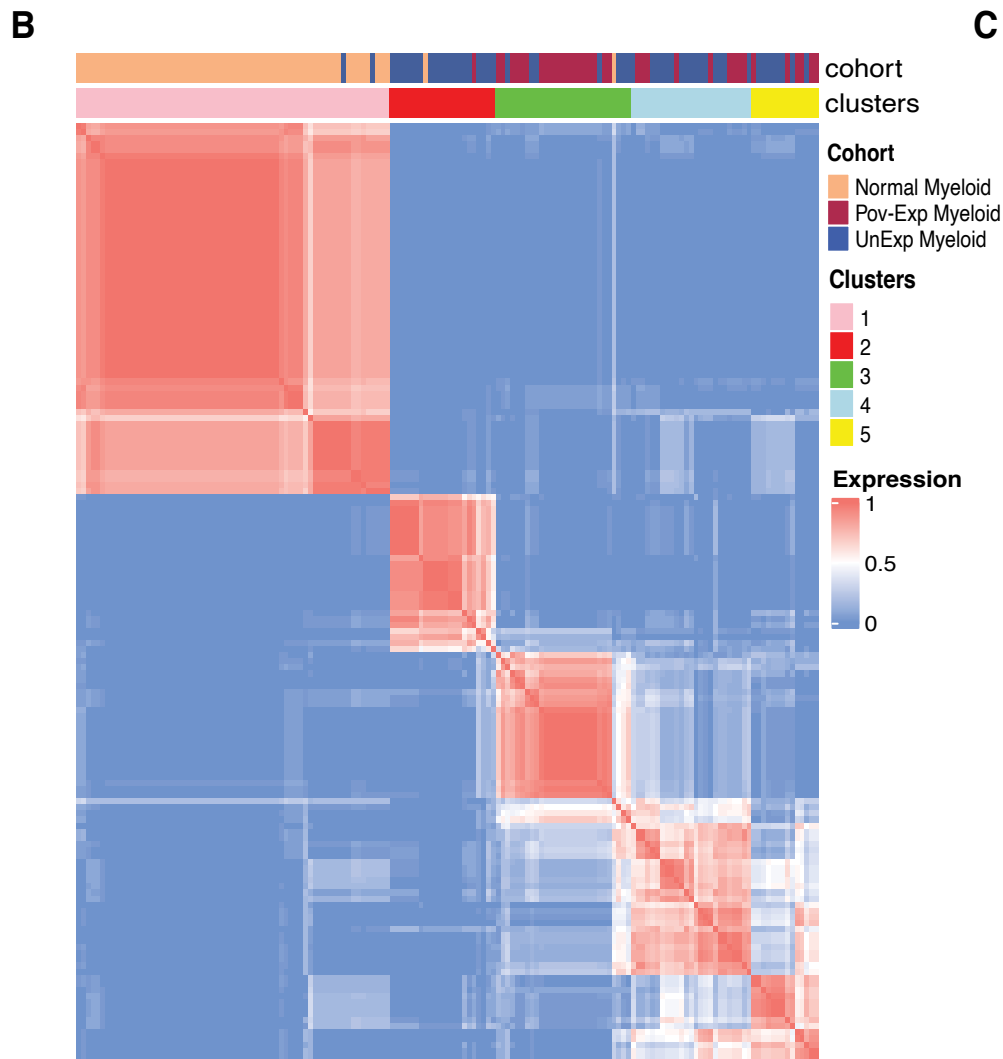 B
C
cohort
clusters
Cohort
Normal Myeloid
Pov-Exp Myeloid
UnExp Myeloid
Clusters
1
2
3
4
5
Expression
1
0.5
0